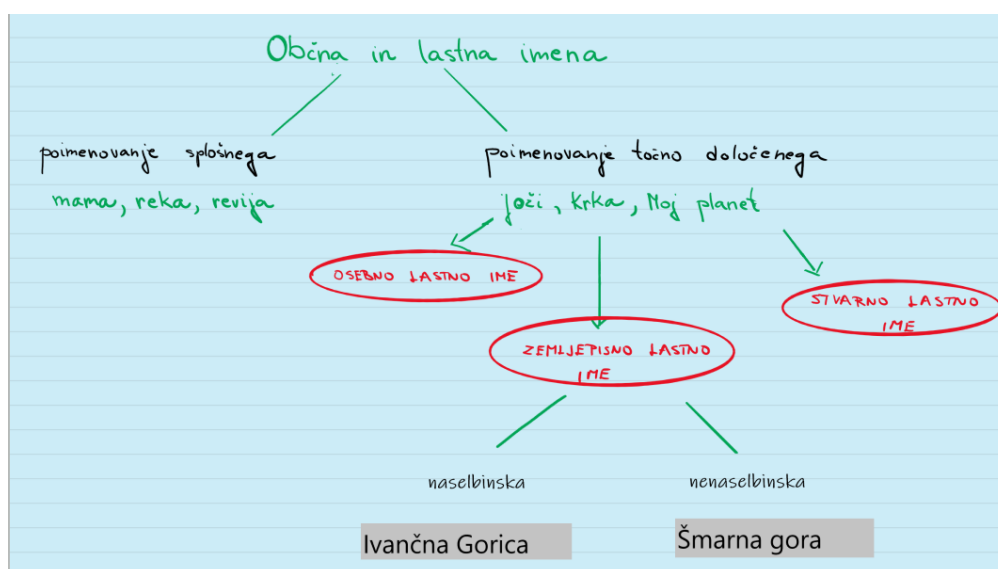 Občna in lastna imena
poimenovanje splošnega
mama, reka, revija
poimenovanje točno določenega
joži, krka, Moj planet
OSEBNO LASTNO IME
STVARNO LASTNO
IME
ZEMLJEPISNO LASTNO
IME
naselbinska
nenaselbinska
Ivančna Gorica
Šmarna gora